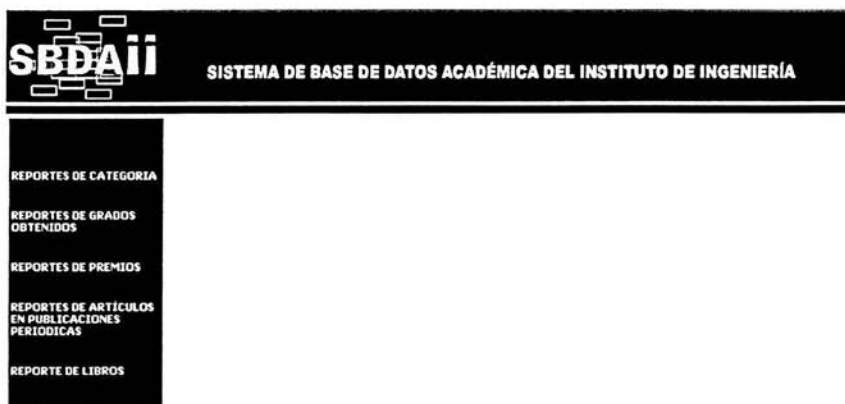 SBDAii
SISTEMA DE BASE DE DATOS ACADÉMICA DEL INSTITUTO DE INGENIERÍA
REPORTES DE CATEGORIA
REPORTES DE GRADOS
OBTENIDOS
REPORTES DE PREMIOS
REPORTES DE ARTÍCULOS
EN PUBLICACIONES
PERIODICAS
REPORTE DE LIBROS